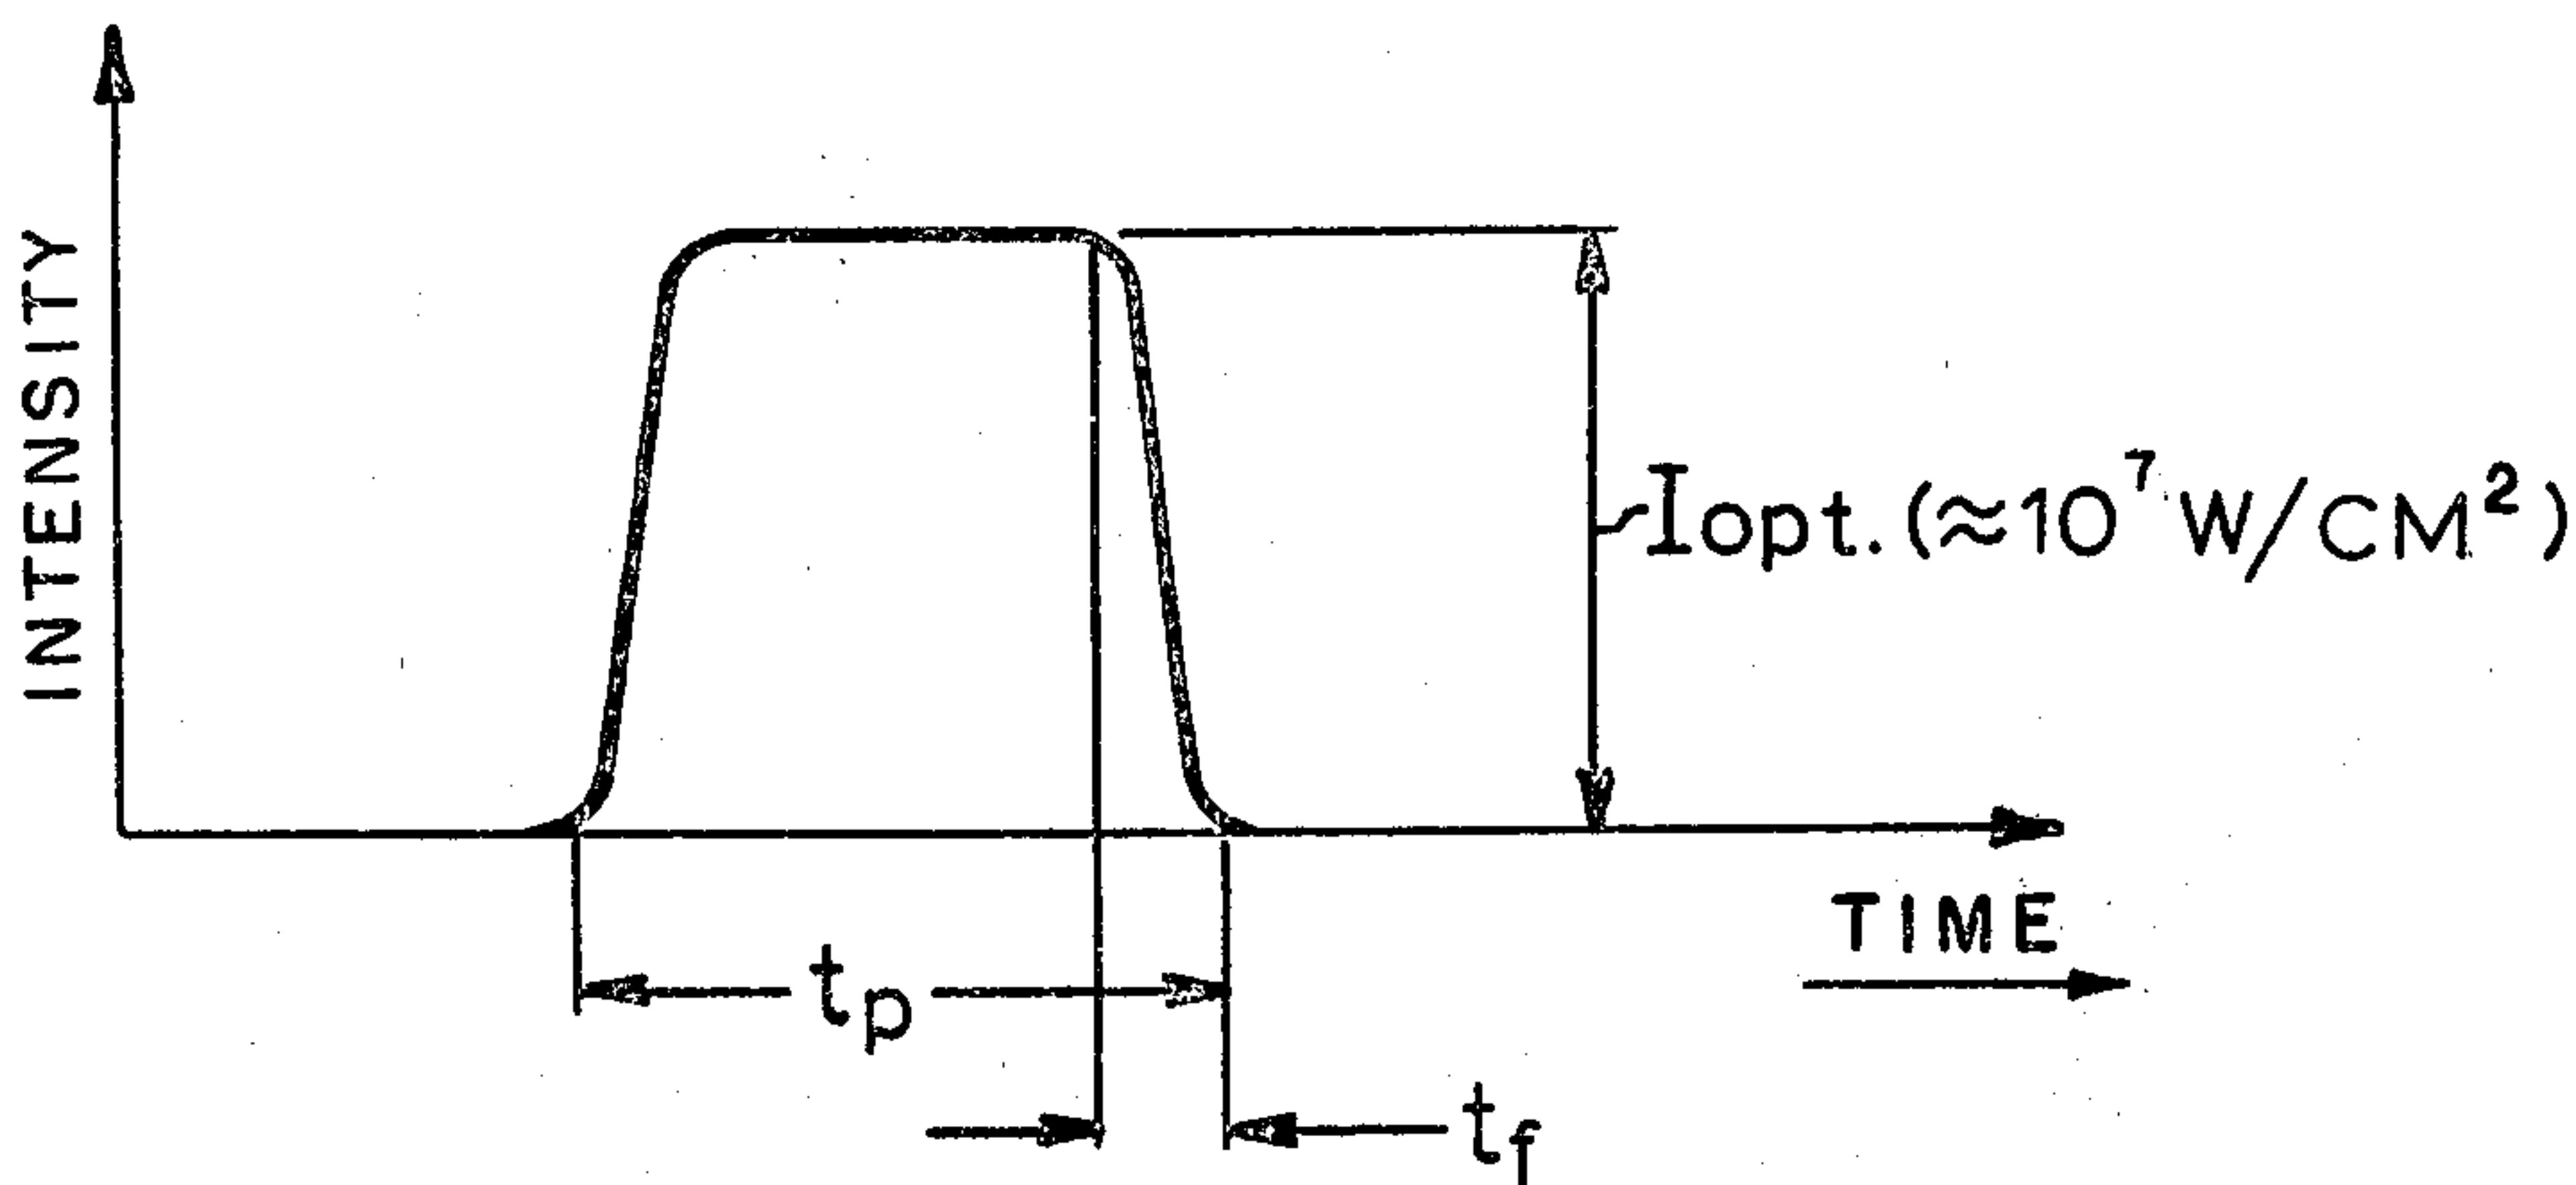 INTENSITY
Iopt. (≈10⁷ W/CM²)
TIME
tp
tf